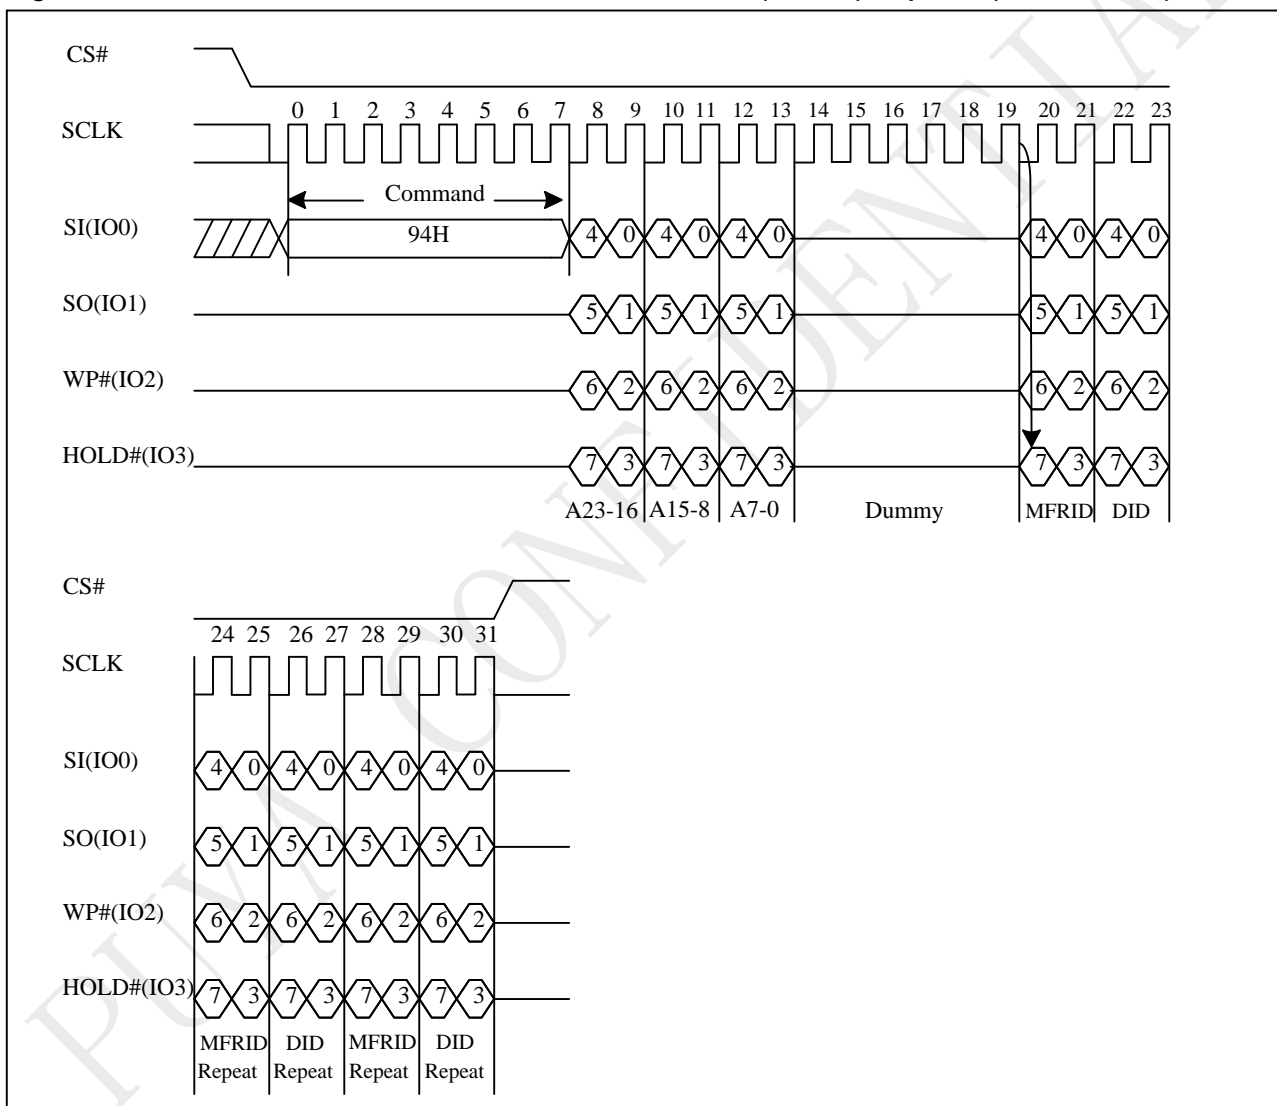 CS#
0 1 2 3 4 5 6 7 8 9 10 11 12 13 14 15 16 17 18 19 20 21 22 23
SCLK
Command
SI(IO0) 94H 4 0 4 0 4 0 4 0 4 0
SO(IO1) 5 1 5 1 5 1 5 1 5 1
WP#(IO2) 6 2 6 2 6 2 6 2 6 2
HOLD#(IO3) 7 3 7 3 7 3 7 3 7 3
A23-16 A15-8 A7-0 Dummy MFRID DID
CS#
24 25 26 27 28 29 30 31
SCLK
SI(IO0) 4 0 4 0 4 0 4 0
SO(IO1) 5 1 5 1 5 1 5 1
WP#(IO2) 6 2 6 2 6 2 6 2
HOLD#(IO3) 7 3 7 3 7 3 7 3
MFRID DID MFRID DID
Repeat Repeat Repeat Repeat
PUYA CONFIDENTIAL